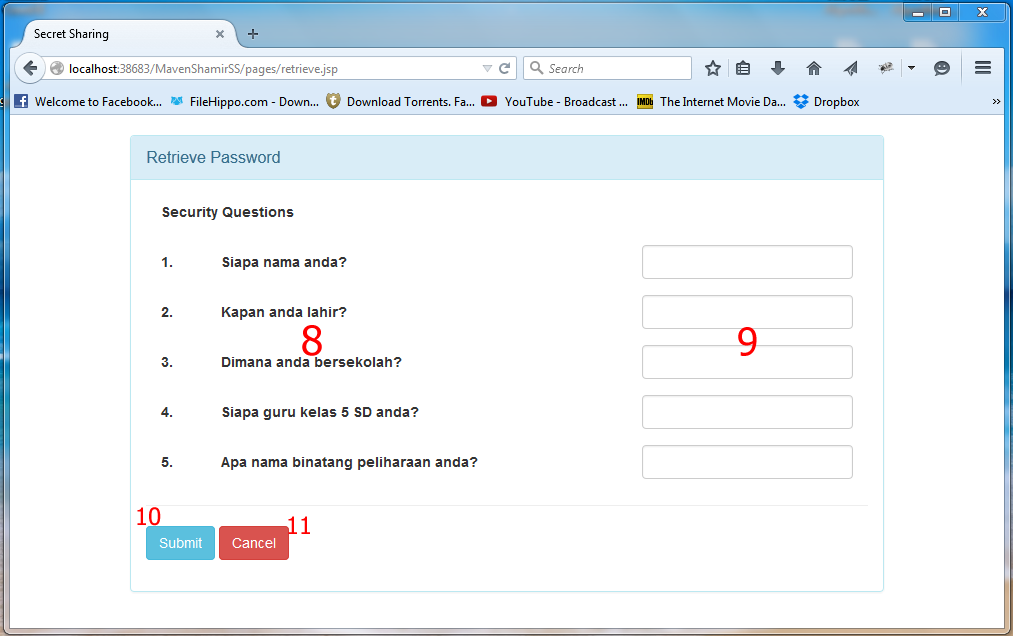 Secret Sharing
localhost:38683/MavenShamirSS/pages/retrieve.jsp
Search
Welcome to Facebook... FileHippo.com - Down... Download Torrents. Fa... YouTube - Broadcast ... IMDb The Internet Movie Da... Dropbox
Retrieve Password
Security Questions
1. Siapa nama anda?
2. Kapan anda lahir?
8 9
3. Dimana anda bersekolah?
4. Siapa guru kelas 5 SD anda?
5. Apa nama binatang peliharaan anda?
10 11
Submit Cancel